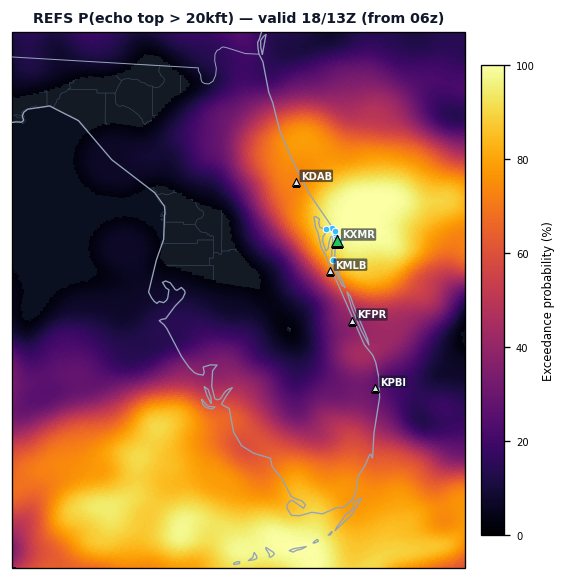 REFS P(echo top > 20kft) — valid 18/13Z (from 06z)
KDAB
KXMR
KMLB
KFPR
KPBI
100
80
60
40
20
0
Exceedance probability (%)